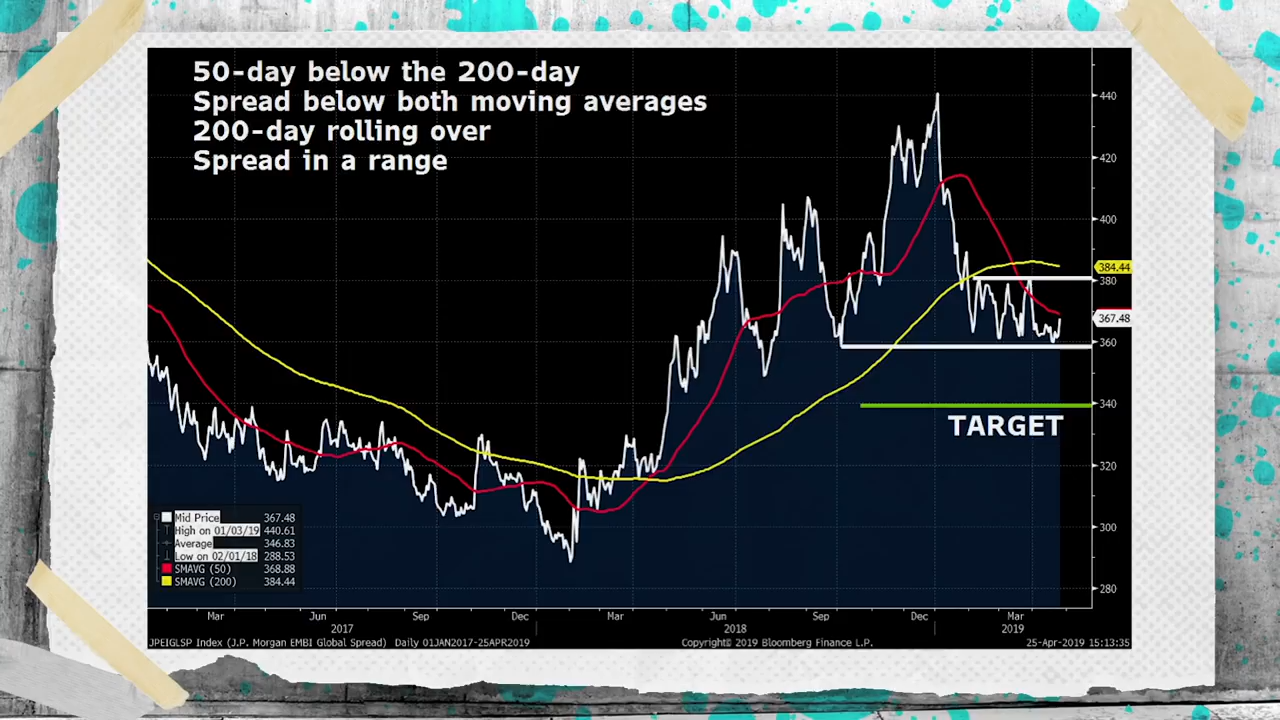 50-day below the 200-day
Spread below both moving averages
200-day rolling over
Spread in a range
440
420
400
384.44
380
367.48
360
340
TARGET
320
300
280
Mid Price 367.48
High on 01/03/19 440.61
Average 346.83
Low on 02/01/18 288.53
SMAVG (50) 368.88
SMAVG (200) 384.44
Mar Jun Sep Dec Mar Jun Sep Dec Mar
2017 2018 2019
JPEIGLSP Index (J.P. Morgan EMBI Global Spread) Daily 01JAN2017-25APR2019 Copyright© 2019 Bloomberg Finance L.P. 25-Apr-2019 15:13:35